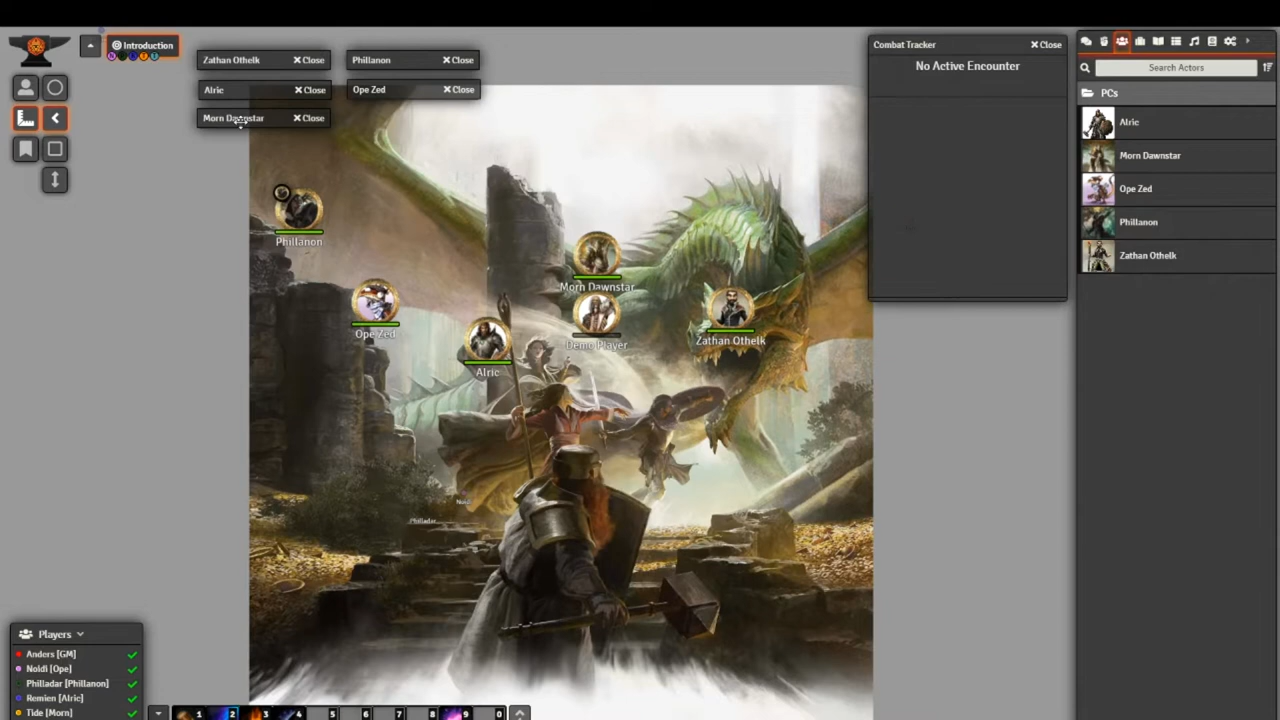 Introduction
Zathan Othelk Close
Phillanon Close
Alric Close
Ope Zed Close
Morn Dawnstar Close
Combat Tracker Close
No Active Encounter
Search Actors
PCs
Alric
Morn Dawnstar
Ope Zed
Phillanon
Zathan Othelk
Phillanon
Morn Dawnstar
Ope Zed
Demo Player
Zathan Othelk
Alric
Noidi
Philladar
Players
Anders [GM]
Noidi [Ope]
Philladar [Phillanon]
Remien [Alric]
Tide [Morn]
1 2 3 4 5 6 7 8 9 0